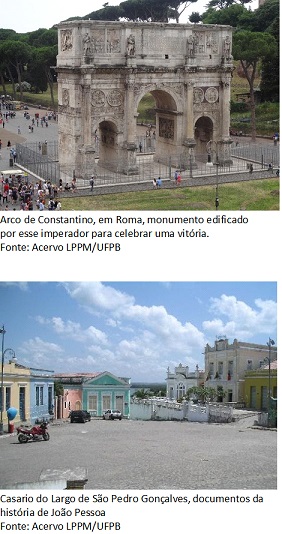 Arco de Constantino, em Roma, monumento edificado
por esse imperador para celebrar uma vitória.
Fonte: Acervo LPPM/UFPB
Casario do Largo de São Pedro Gonçalves, documentos da
história de João Pessoa
Fonte: Acervo LPPM/UFPB